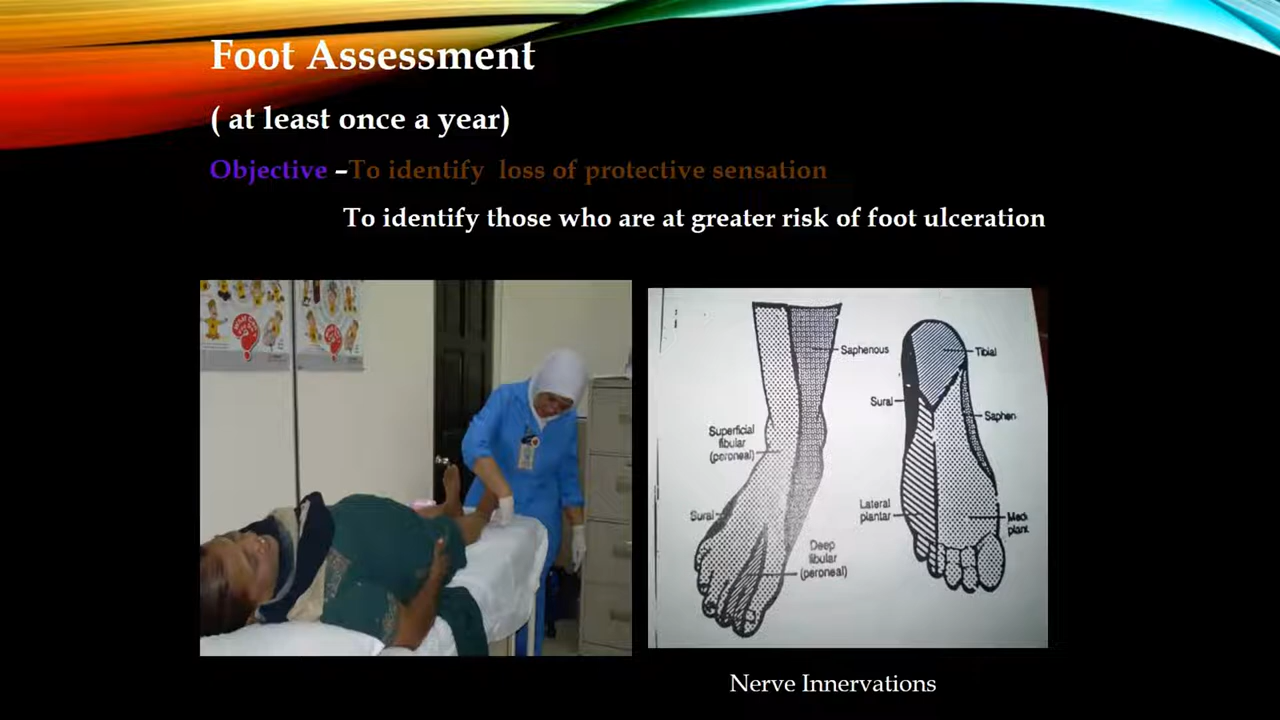 Foot Assessment
( at least once a year)
Objective –To identify  loss of protective sensation
To identify those who are at greater risk of foot ulceration
Saphenous
Tibial
Sural
Saphen
Superficial
fibular
(peroneal)
Lateral
plantar
Sural
Medi
plant
Deep
fibular
(peroneal)
Nerve Innervations